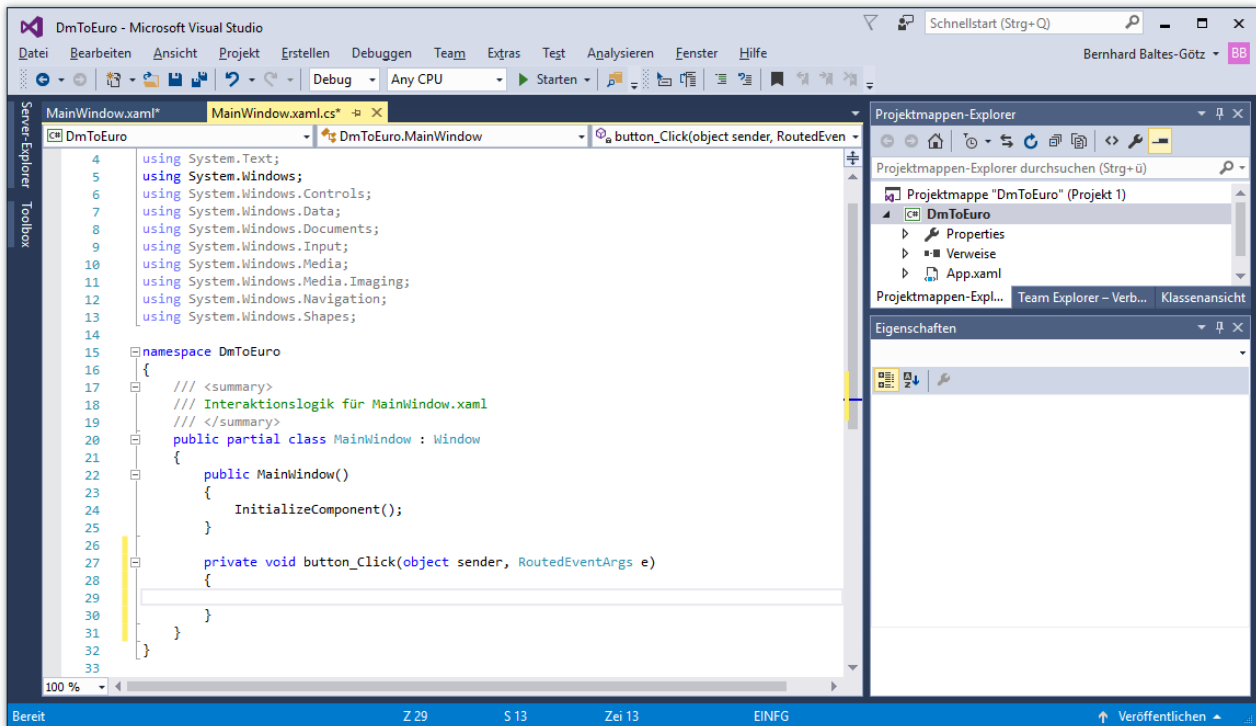 DmToEuro - Microsoft Visual Studio
Schnellstart (Strg+Q)
Datei Bearbeiten Ansicht Projekt Erstellen Debuggen Team Extras Test Analysieren Fenster Hilfe
Bernhard Baltes-Götz BB
Debug Any CPU Starten
Server-Explorer
Toolbox
MainWindow.xaml* MainWindow.xaml.cs*
C# DmToEuro DmToEuro.MainWindow button_Click(object sender, RoutedEven
4 using System.Text;
5 using System.Windows;
6 using System.Windows.Controls;
7 using System.Windows.Data;
8 using System.Windows.Documents;
9 using System.Windows.Input;
10 using System.Windows.Media;
11 using System.Windows.Media.Imaging;
12 using System.Windows.Navigation;
13 using System.Windows.Shapes;
14
15 namespace DmToEuro
16 {
17 /// <summary>
18 /// Interaktionslogik für MainWindow.xaml
19 /// </summary>
20 public partial class MainWindow : Window
21 {
22 public MainWindow()
23 {
24 InitializeComponent();
25 }
26
27 private void button_Click(object sender, RoutedEventArgs e)
28 {
29
30 }
31 }
32 }
33
100 %
Projektmappen-Explorer
Projektmappen-Explorer durchsuchen (Strg+ü)
Projektmappe "DmToEuro" (Projekt 1)
C# DmToEuro
Properties
Verweise
App.xaml
Projektmappen-Expl... Team Explorer – Verb... Klassenansicht
Eigenschaften
Bereit Z 29 S 13 Zei 13 EINFG Veröffentlichen